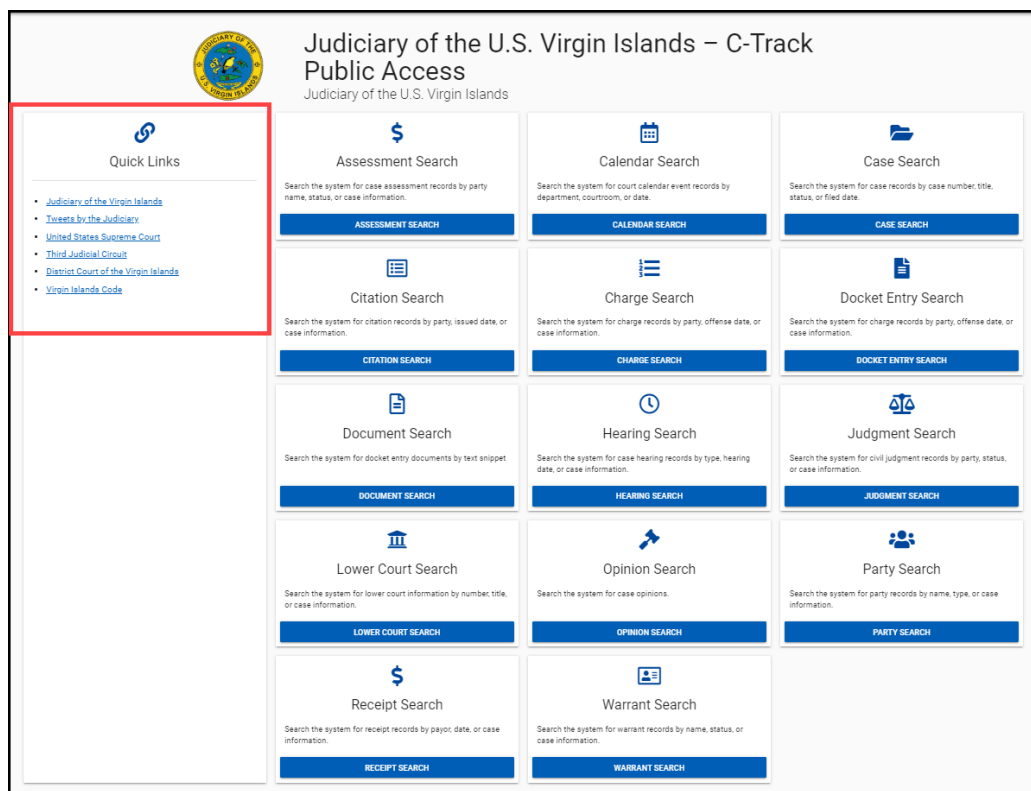 JUDICIARY OF THE
U.S. VIRGIN ISLANDS
Judiciary of the U.S. Virgin Islands – C-Track
Public Access
Judiciary of the U.S. Virgin Islands
Quick Links
Judiciary of the Virgin Islands
Tweets by the Judiciary
United States Supreme Court
Third Judicial Circuit
District Court of the Virgin Islands
Virgin Islands Code
Assessment Search
Search the system for case assessment records by party
name, status, or case information.
ASSESSMENT SEARCH
Calendar Search
Search the system for court calendar event records by
department, courtroom, or date.
CALENDAR SEARCH
Case Search
Search the system for case records by case number, title,
status, or filed date.
CASE SEARCH
Citation Search
Search the system for citation records by party, issued date, or
case information.
CITATION SEARCH
Charge Search
Search the system for charge records by party, offense date, or
case information.
CHARGE SEARCH
Docket Entry Search
Search the system for charge records by party, offense date, or
case information.
DOCKET ENTRY SEARCH
Document Search
Search the system for docket entry documents by text snippet
DOCUMENT SEARCH
Hearing Search
Search the system for case hearing records by type, hearing
date, or case information.
HEARING SEARCH
Judgment Search
Search the system for civil judgment records by party, status,
or case information.
JUDGMENT SEARCH
Lower Court Search
Search the system for lower court information by number, title,
or case information.
LOWER COURT SEARCH
Opinion Search
Search the system for case opinions.
OPINION SEARCH
Party Search
Search the system for party records by name, type, or case
information.
PARTY SEARCH
Receipt Search
Search the system for receipt records by payor, date, or case
information.
RECEIPT SEARCH
Warrant Search
Search the system for warrant records by name, status, or
case information.
WARRANT SEARCH